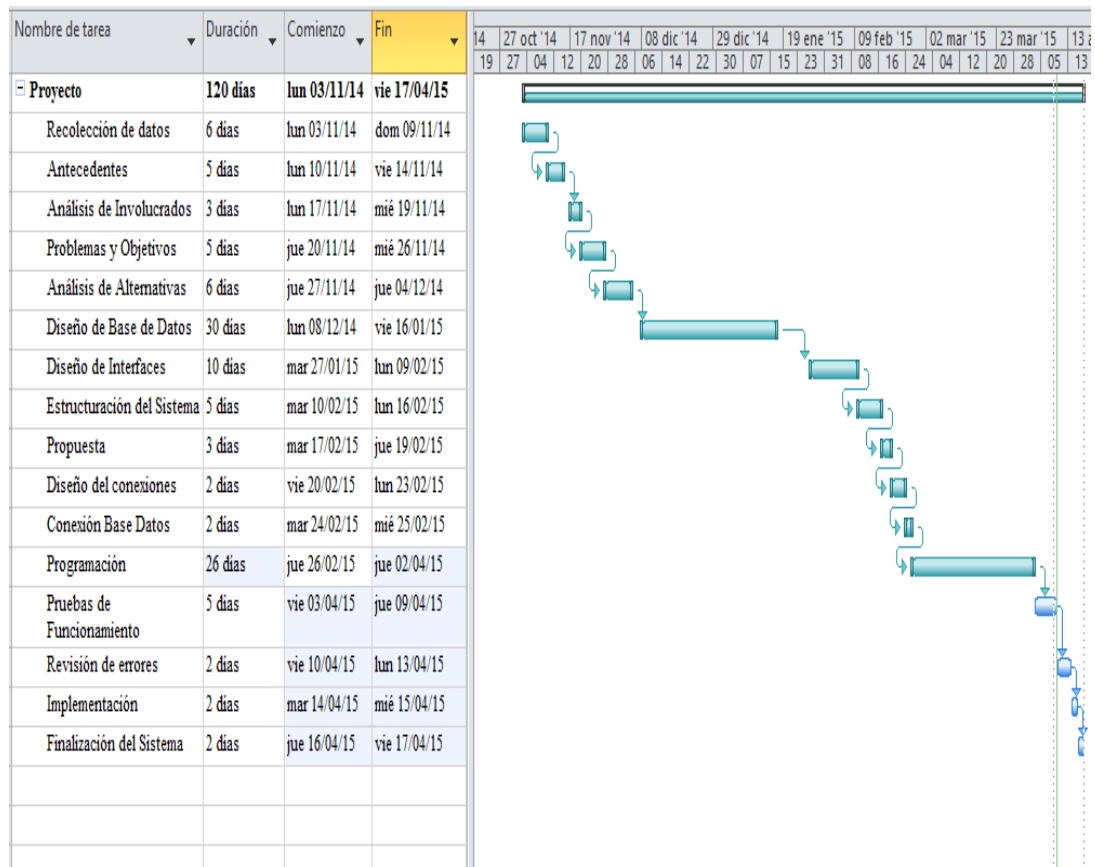 Nombre de tarea Duración Comienzo Fin
14 27 oct '14 17 nov '14 08 dic '14 29 dic '14 19 ene '15 09 feb '15 02 mar '15 23 mar '15 13 a
19 27 04 12 20 28 06 14 22 30 07 15 23 31 08 16 24 04 12 20 28 05 13
Proyecto 120 días lun 03/11/14 vie 17/04/15
Recolección de datos 6 días lun 03/11/14 dom 09/11/14
Antecedentes 5 días lun 10/11/14 vie 14/11/14
Análisis de Involucrados 3 días lun 17/11/14 mié 19/11/14
Problemas y Objetivos 5 días jue 20/11/14 mié 26/11/14
Análisis de Alternativas 6 días jue 27/11/14 jue 04/12/14
Diseño de Base de Datos 30 días lun 08/12/14 vie 16/01/15
Diseño de Interfaces 10 días mar 27/01/15 lun 09/02/15
Estructuración del Sistema 5 días mar 10/02/15 lun 16/02/15
Propuesta 3 días mar 17/02/15 jue 19/02/15
Diseño del conexiones 2 días vie 20/02/15 lun 23/02/15
Conexión Base Datos 2 días mar 24/02/15 mié 25/02/15
Programación 26 días jue 26/02/15 jue 02/04/15
Pruebas de 5 días vie 03/04/15 jue 09/04/15
Funcionamiento
Revisión de errores 2 días vie 10/04/15 lun 13/04/15
Implementación 2 días mar 14/04/15 mié 15/04/15
Finalización del Sistema 2 días jue 16/04/15 vie 17/04/15